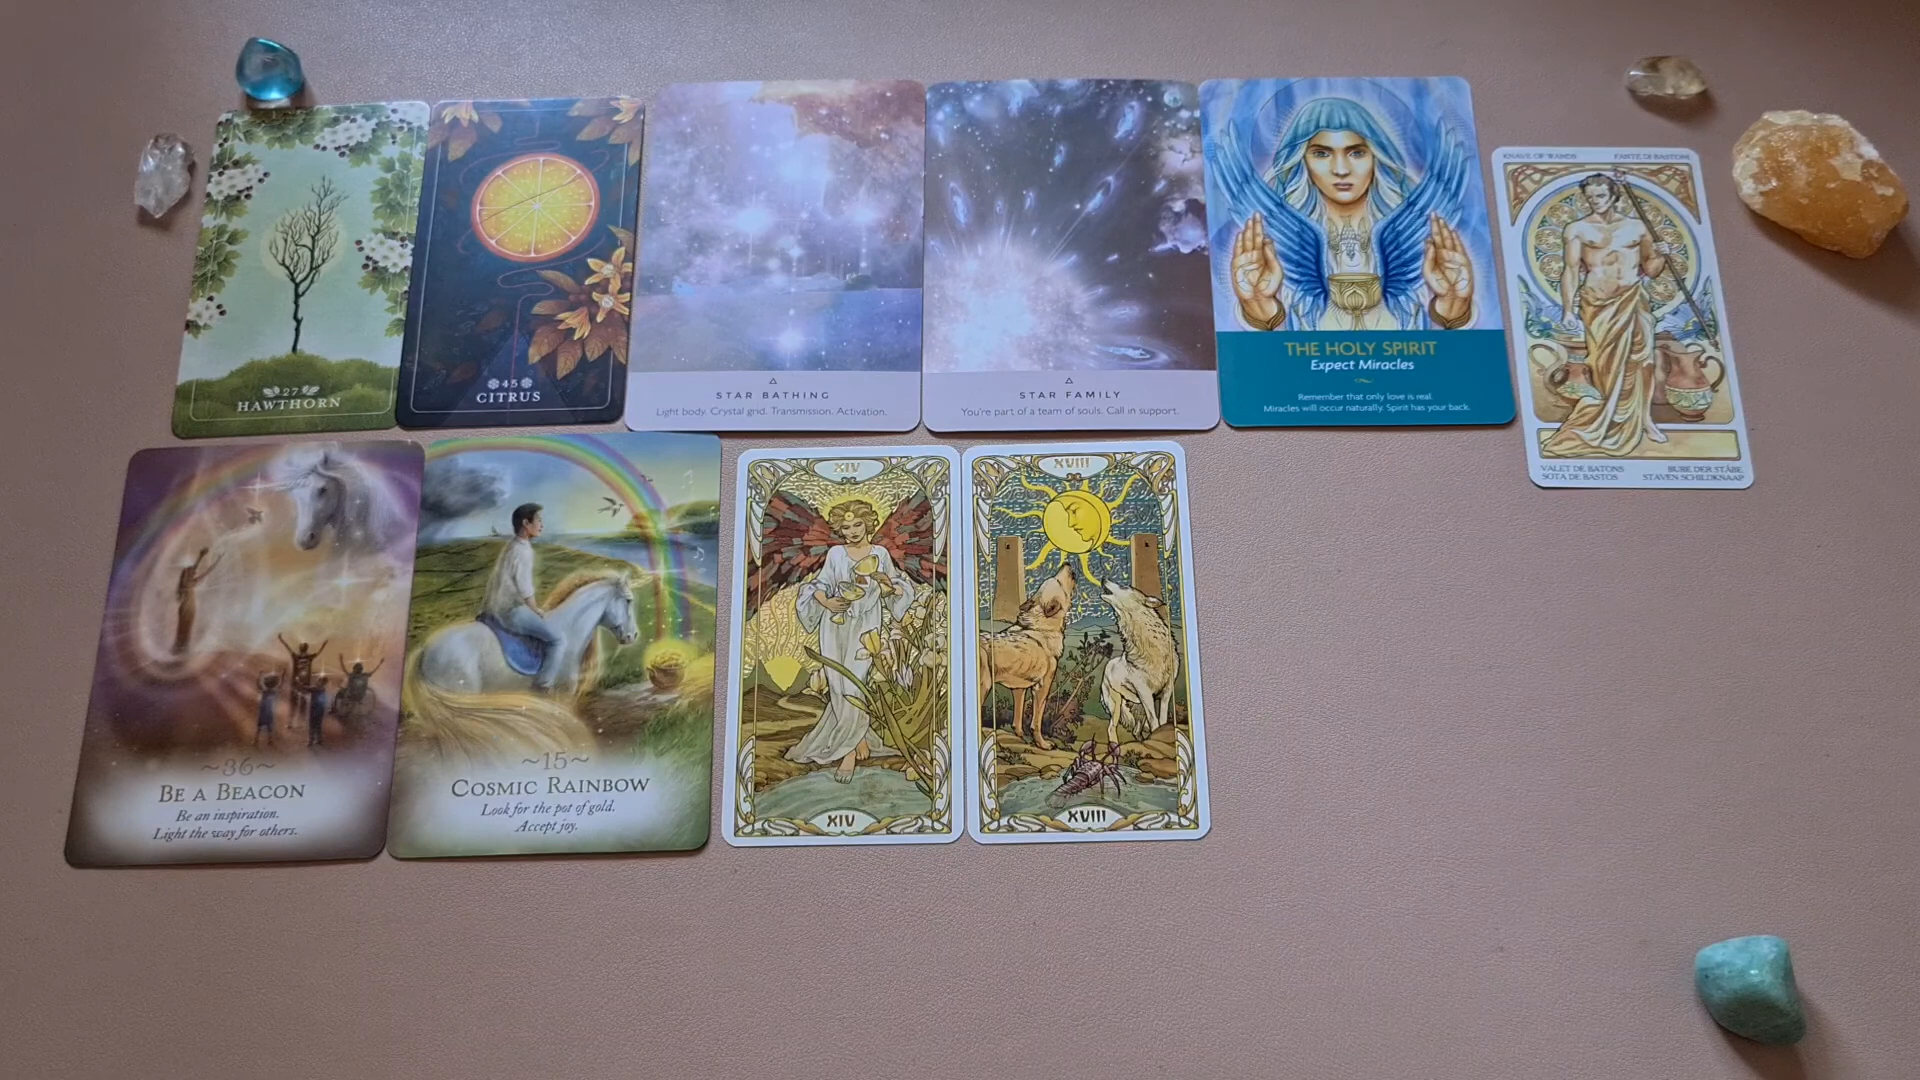 27
HAWTHORN
45
CITRUS
STAR BATHING
Light body. Crystal grid. Transmission. Activation.
STAR FAMILY
You're part of a team of souls. Call in support.
THE HOLY SPIRIT
Expect Miracles
Remember that only love is real.
Miracles will occur naturally. Spirit has your back.
KNAVE OF WANDS FANTE DI BASTONI
VALET DE BATONS BUBE DER STÄBE
SOTA DE BASTOS STAVEN SCHILDKNAAP
~36~
BE A BEACON
Be an inspiration.
Light the way for others.
~15~
COSMIC RAINBOW
Look for the pot of gold.
Accept joy.
XIV
XIV
XVIII
XVIII